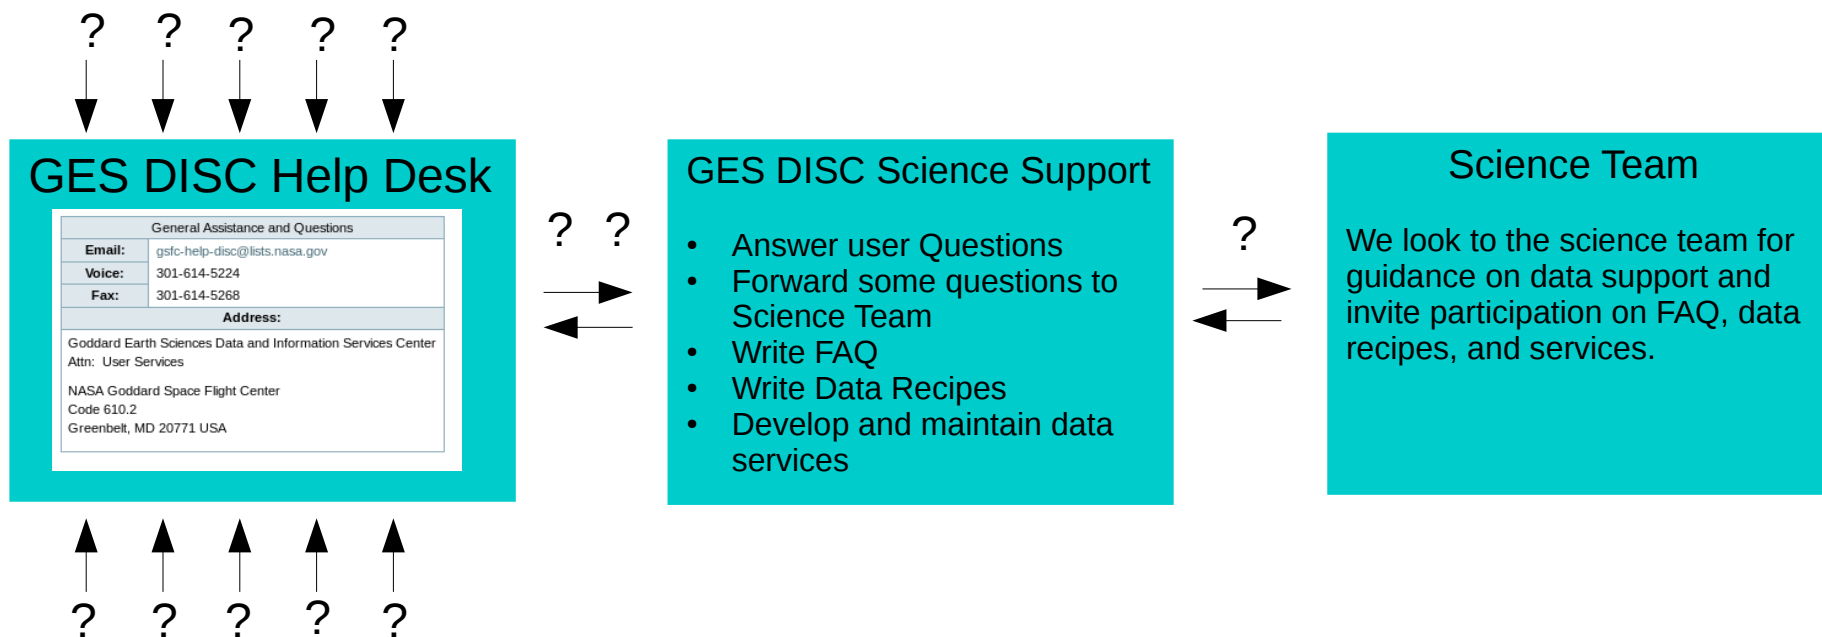 ? ? ? ? ?
GES DISC Help Desk
General Assistance and Questions
Email: gsfc-help-disc@lists.nasa.gov
Voice: 301-614-5224
Fax: 301-614-5268
Address:
Goddard Earth Sciences Data and Information Services Center
Attn: User Services
NASA Goddard Space Flight Center
Code 610.2
Greenbelt, MD 20771 USA
? ? ? ? ?
? ?
GES DISC Science Support
• Answer user Questions
• Forward some questions to
Science Team
• Write FAQ
• Write Data Recipes
• Develop and maintain data
services
?
Science Team
We look to the science team for
guidance on data support and
invite participation on FAQ, data
recipes, and services.